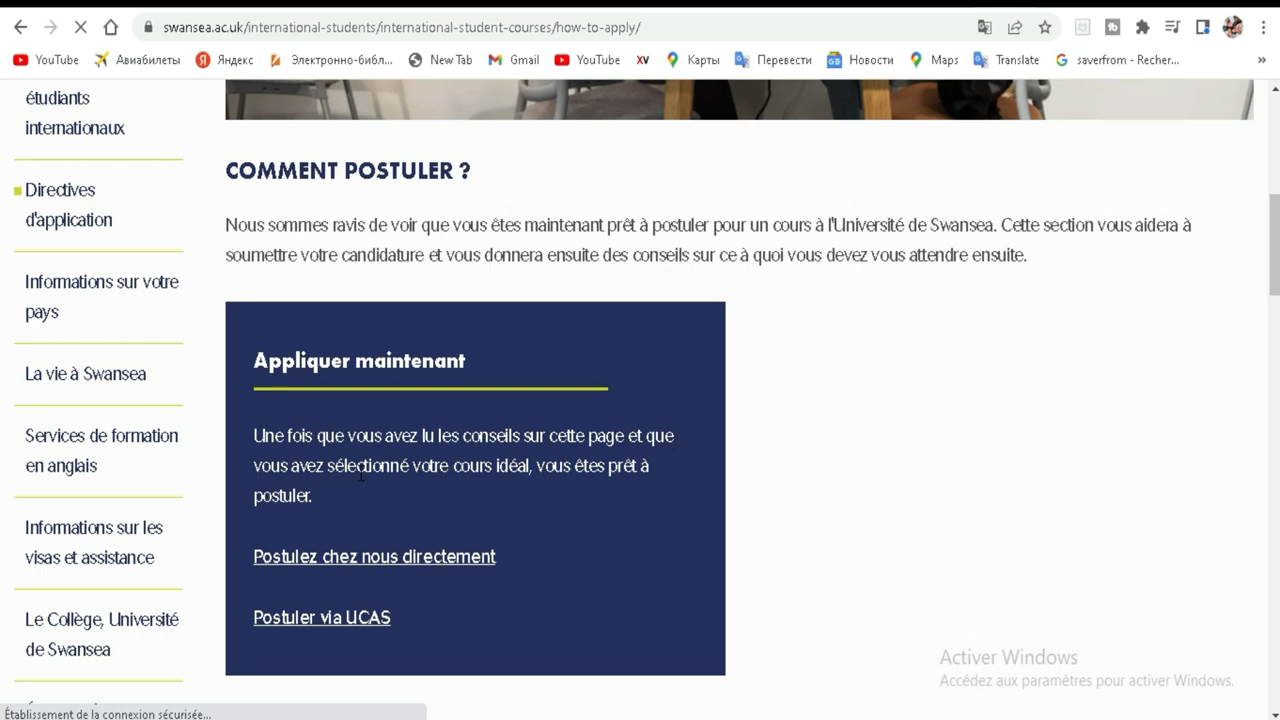 swansea.ac.uk/international-students/international-student-courses/how-to-apply/
YouTube Авиабилеты Яндекс Электронно-библ... New Tab Gmail YouTube XV Карты Перевести Новости Maps Translate saverfrom - Recher... »
étudiants
internationaux
Directives
d'application
Informations sur votre
pays
La vie à Swansea
Services de formation
en anglais
Informations sur les
visas et assistance
Le Collège, Université
de Swansea
COMMENT POSTULER ?
Nous sommes ravis de voir que vous êtes maintenant prêt à postuler pour un cours à l'Université de Swansea. Cette section vous aidera à
soumettre votre candidature et vous donnera ensuite des conseils sur ce à quoi vous devez vous attendre ensuite.
Appliquer maintenant
Une fois que vous avez lu les conseils sur cette page et que
vous avez sélectionné votre cours idéal, vous êtes prêt à
postuler.
Postulez chez nous directement
Postuler via UCAS
Activer Windows
Accédez aux paramètres pour activer Windows.
Établissement de la connexion sécurisée...